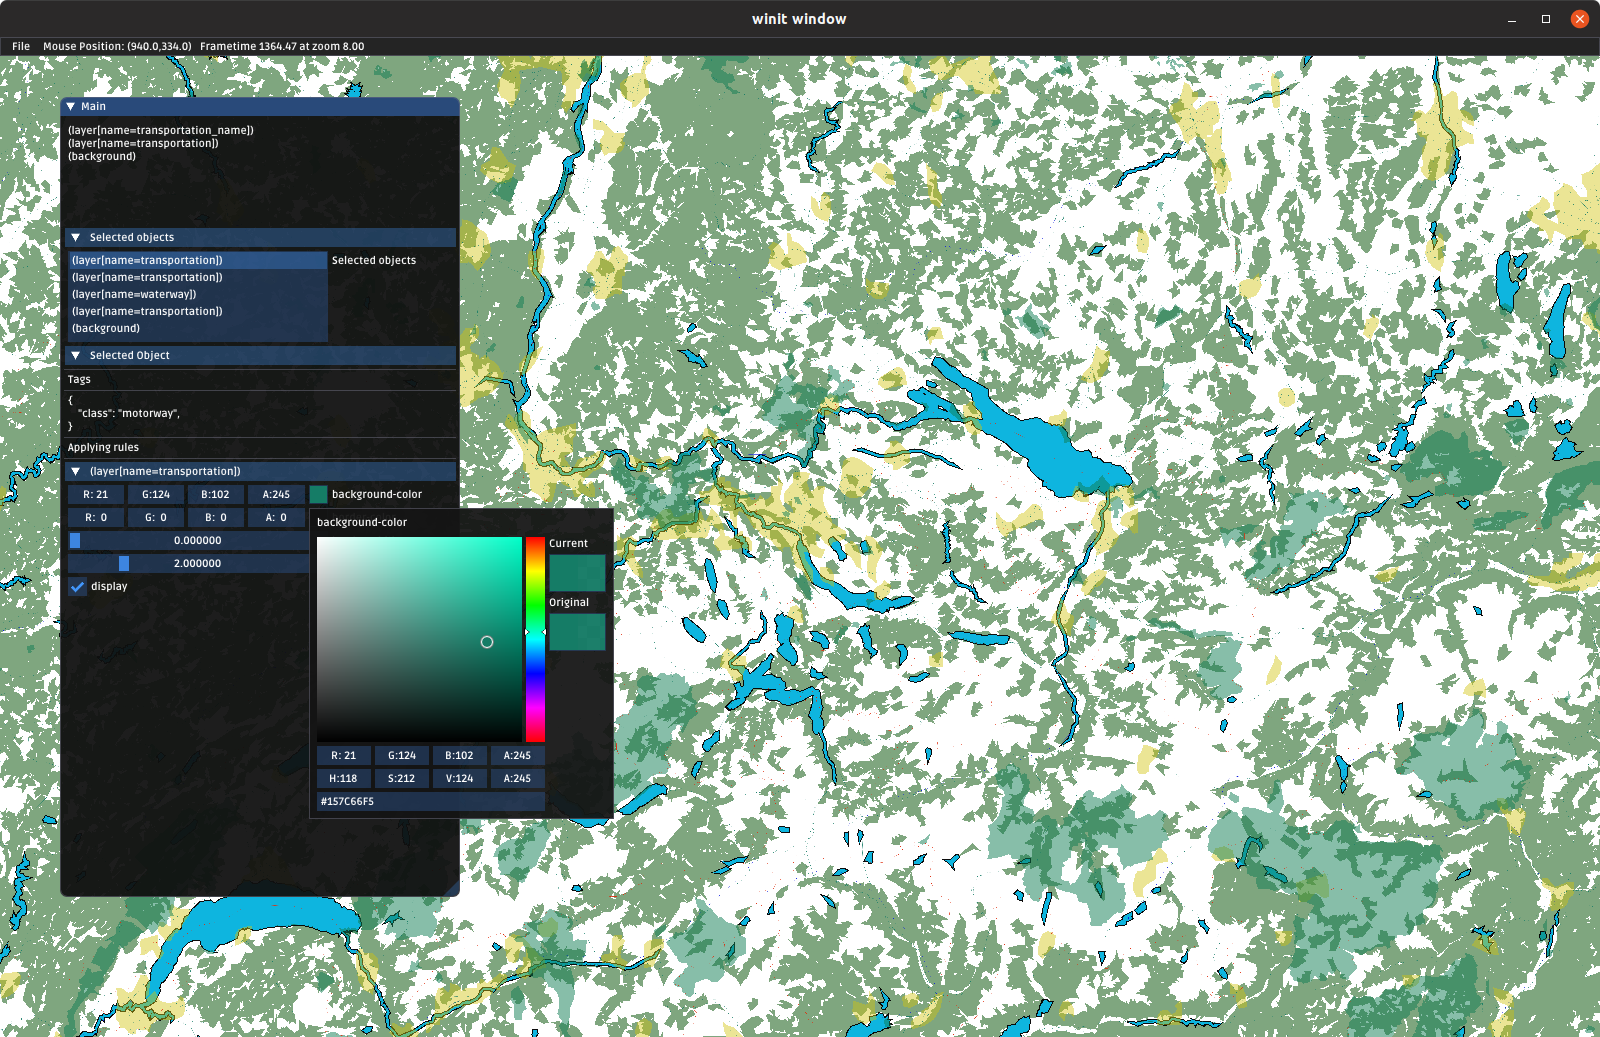 winit window
File Mouse Position: (940.0,334.0) Frametime 1364.47 at zoom 8.00
Main
(layer[name=transportation_name])
(layer[name=transportation])
(background)
Selected objects
(layer[name=transportation]) Selected objects
(layer[name=transportation])
(layer[name=waterway])
(layer[name=transportation])
(background)
Selected Object
Tags
{
"class": "motorway",
}
Applying rules
(layer[name=transportation])
R: 21 G:124 B:102 A:245 background-color
R: 0 G: 0 B: 0 A: 0
0.000000
2.000000
display
background-color
Current
Original
R: 21 G:124 B:102 A:245
H:118 S:212 V:124 A:245
#157C66F5